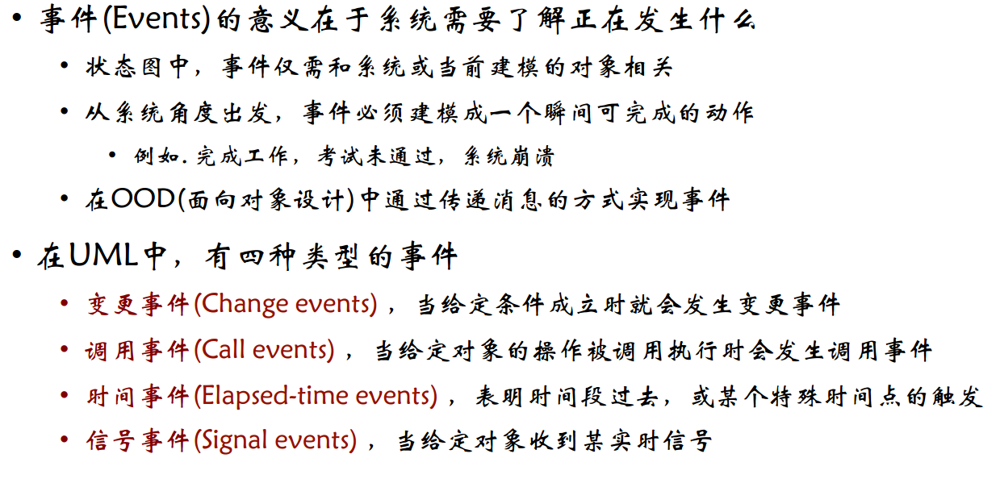 • 事件(Events)的意义在于系统需要了解正在发生什么
• 状态图中，事件仅需和系统或当前建模的对象相关
• 从系统角度出发，事件必须建模成一个瞬间可完成的动作
• 例如.完成工作，考试未通过，系统崩溃
• 在OOD(面向对象设计)中通过传递消息的方式实现事件
• 在UML中，有四种类型的事件
• 变更事件(Change events)，当给定条件成立时就会发生变更事件
• 调用事件(Call events)，当给定对象的操作被调用执行时会发生调用事件
• 时间事件(Elapsed-time events)，表明时间段过去，或某个特殊时间点的触发
• 信号事件(Signal events)，当给定对象收到某实时信号